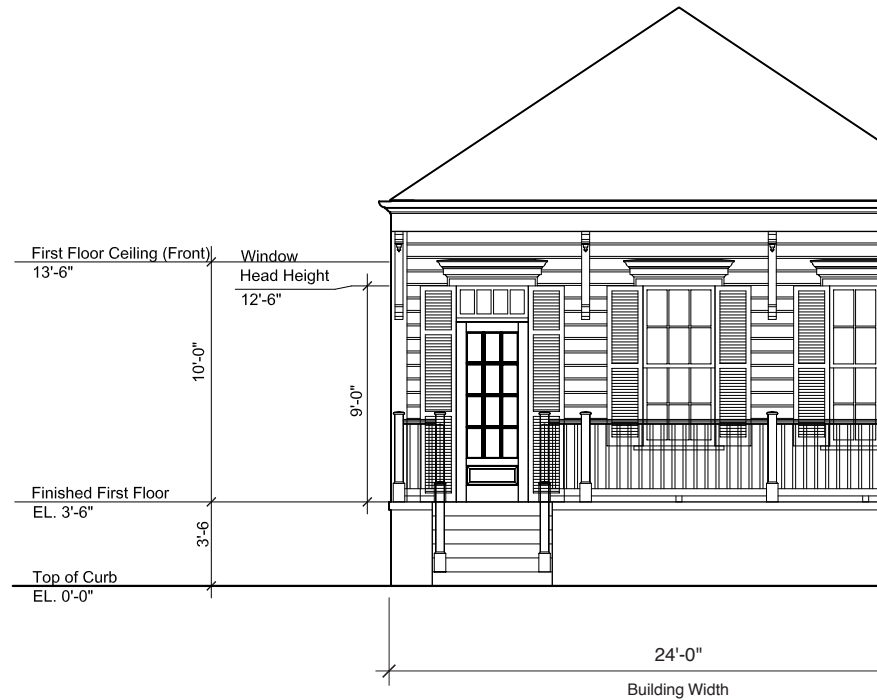 First Floor Ceiling (Front)
13'-6"
Window
Head Height
12'-6"
10'-0"
9'-0"
Finished First Floor
EL. 3'-6"
3'-6
Top of Curb
EL. 0'-0"
24'-0"
Building Width